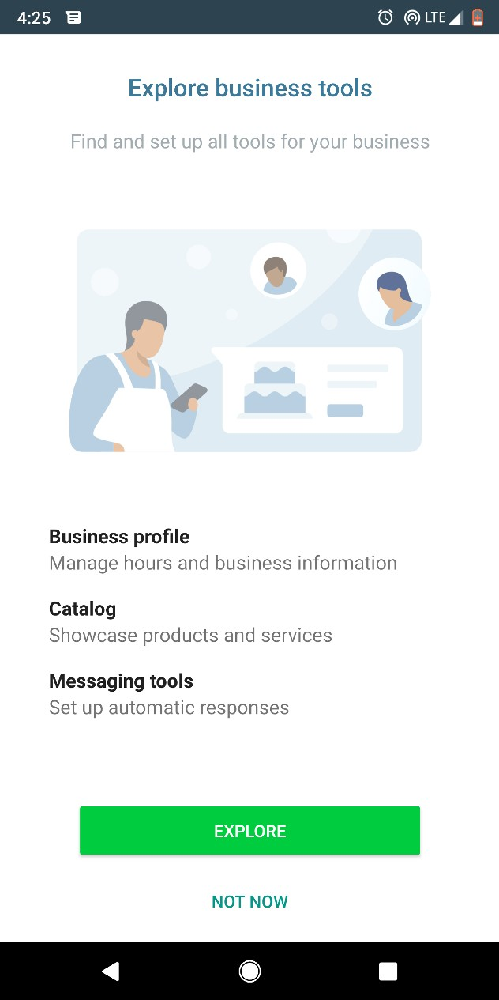 4:25
LTE
Explore business tools
Find and set up all tools for your business
Business profile
Manage hours and business information
Catalog
Showcase products and services
Messaging tools
Set up automatic responses
EXPLORE
NOT NOW